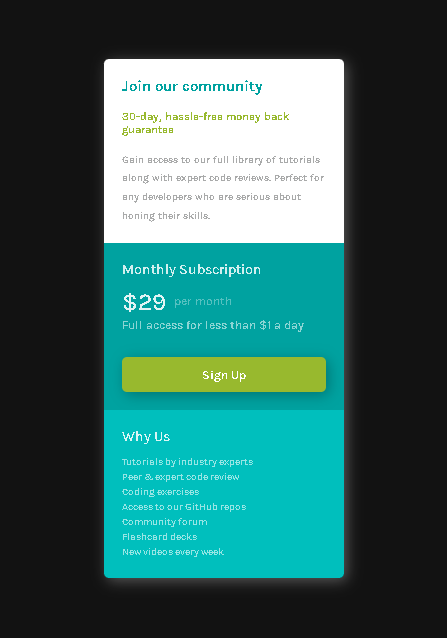 Join our community
30-day, hassle-free money back
guarantee
Gain access to our full library of tutorials
along with expert code reviews. Perfect for
any developers who are serious about
honing their skills.
Monthly Subscription
$29 per month
Full access for less than $1 a day
Sign Up
Why Us
Tutorials by industry experts
Peer & expert code review
Coding exercises
Access to our GitHub repos
Community forum
Flashcard decks
New videos every week